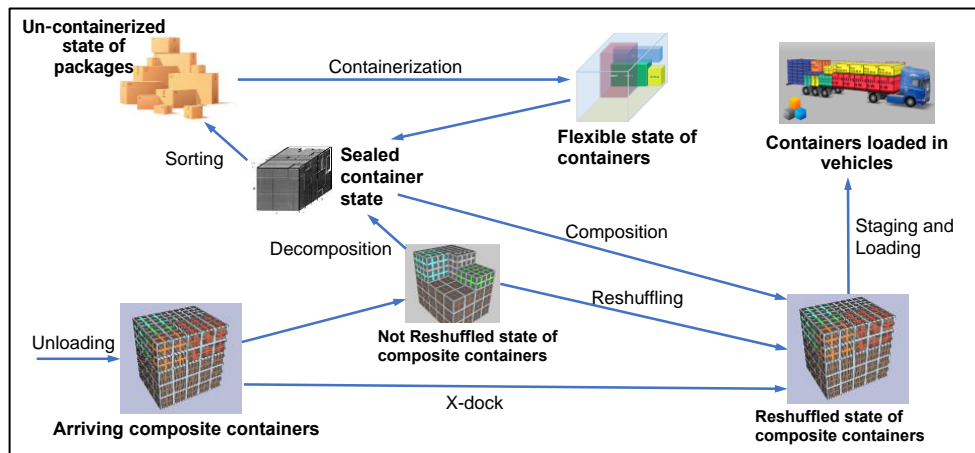 Un-containerized
state of
packages
Containerization
Flexible state of
containers
Containers loaded in
vehicles
Sorting
Sealed
container
state
Decomposition
Composition
Staging and
Loading
Reshuffling
Unloading
Not Reshuffled state of
composite containers
X-dock
Arriving composite containers
Reshuffled state of
composite containers